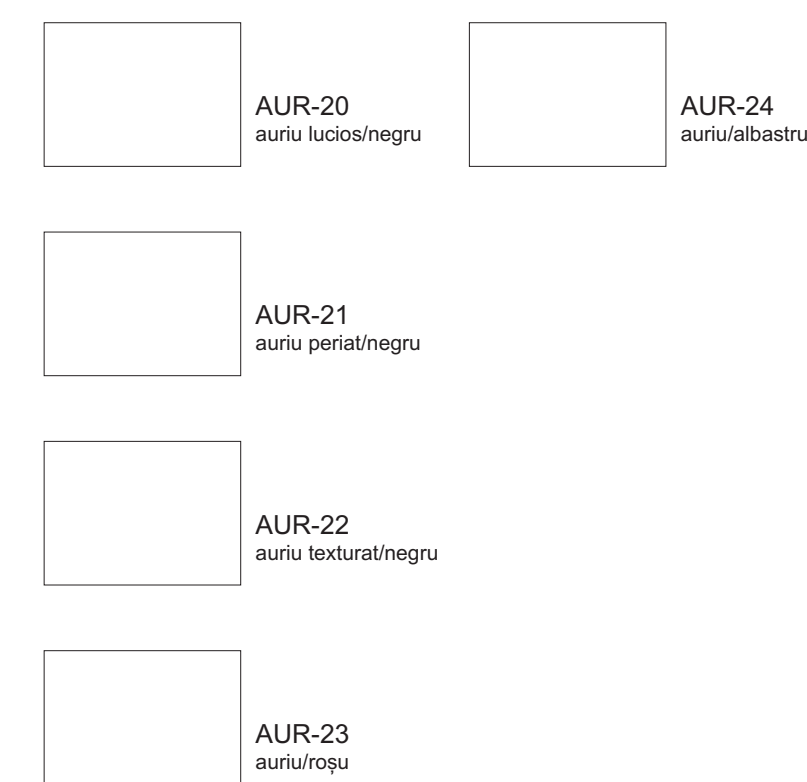 AUR-20
auriu lucios/negru
AUR-24
auriu/albastru
AUR-21
auriu periat/negru
AUR-22
auriu texturat/negru
AUR-23
auriu/roșu